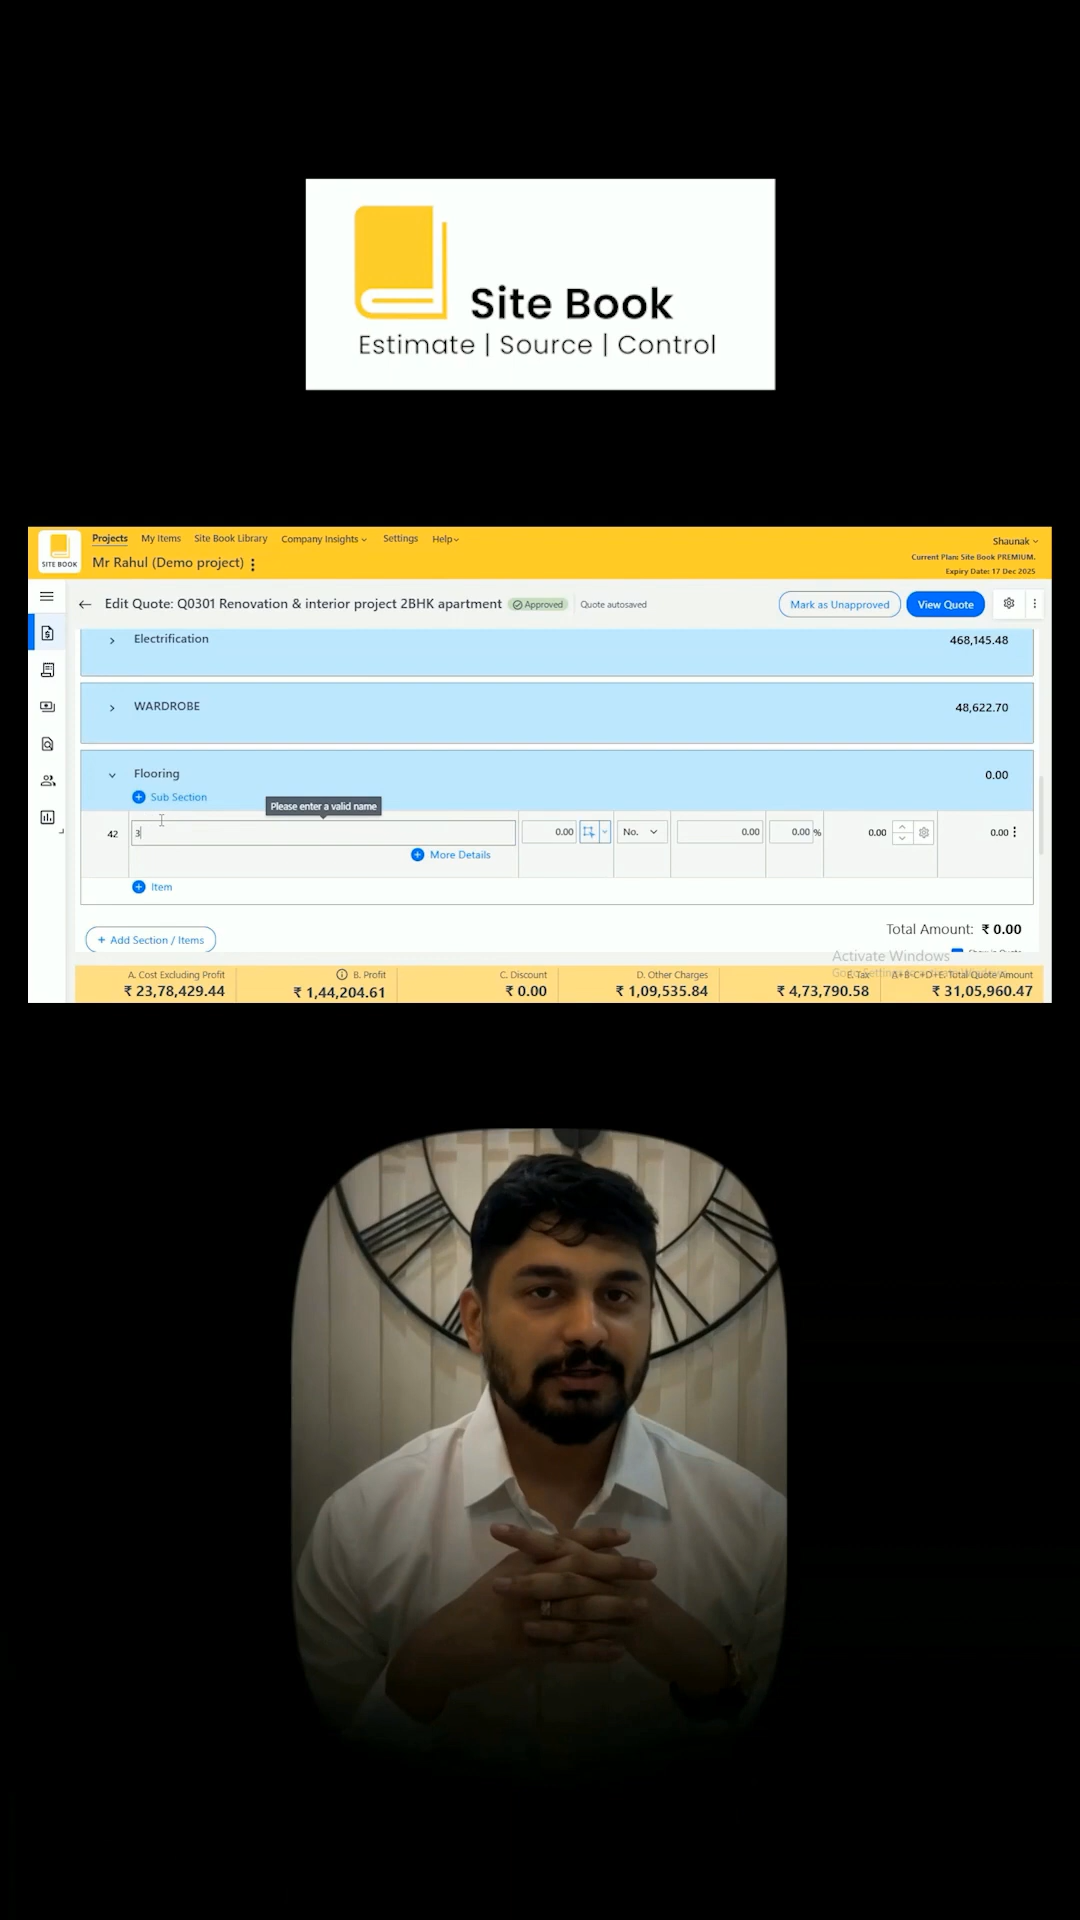 Site Book
Estimate | Source | Control
SITE BOOK
Projects My Items Site Book Library Company Insights Settings Help
Mr Rahul (Demo project)
Shaunak
Current Plan: Site Book PREMIUM.
Expiry Date: 17 Dec 2025
Edit Quote: Q0301 Renovation & interior project 2BHK apartment Approved Quote autosaved Mark as Unapproved View Quote
Electrification 468,145.48
WARDROBE 48,622.70
Flooring 0.00
Sub Section
Please enter a valid name
42 3 0.00 No. 0.00 0.00 % 0.00 0.00
More Details
Item
Total Amount: ₹ 0.00
+ Add Section / Items
Activate Windows
A. Cost Excluding Profit B. Profit C. Discount D. Other Charges E. Tax A+B-C+D+E. Total Quote Amount
₹ 23,78,429.44 ₹ 1,44,204.61 ₹ 0.00 ₹ 1,09,535.84 ₹ 4,73,790.58 ₹ 31,05,960.47